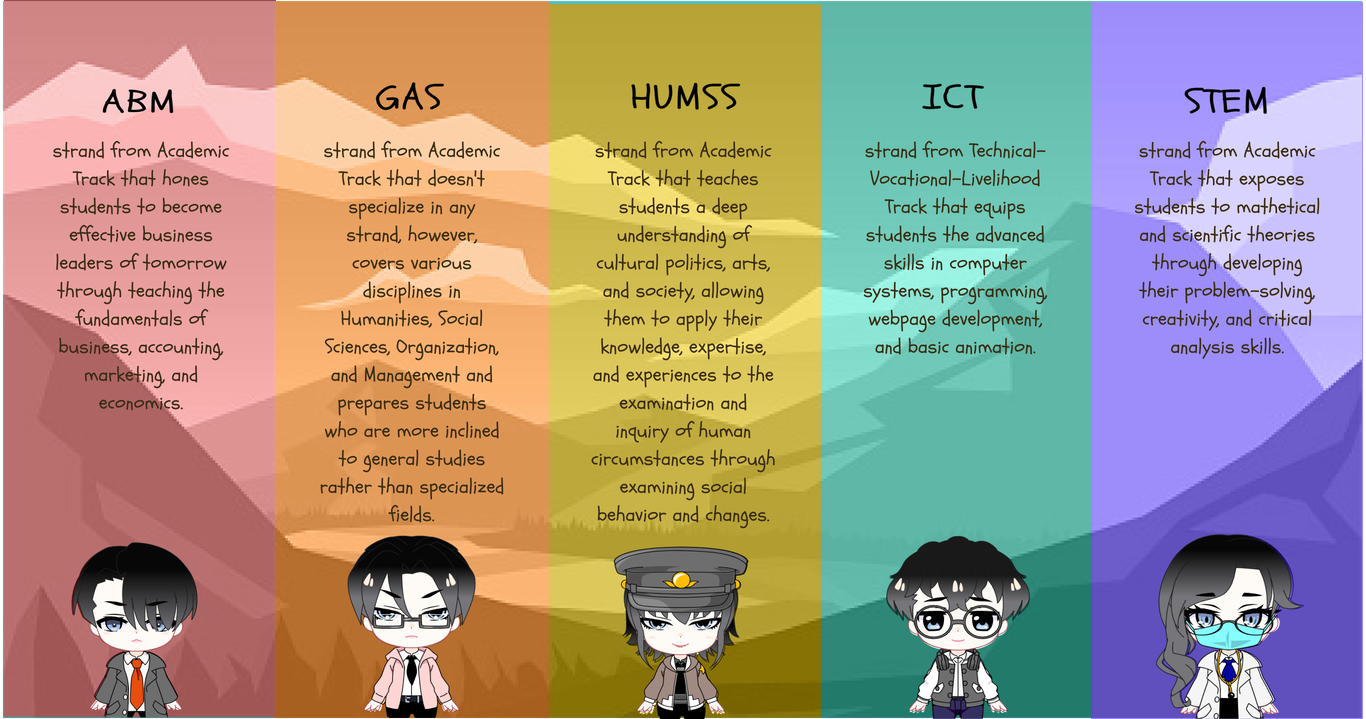 ABM
strand from Academic
Track that hones
students to become
effective business
leaders of tomorrow
through teaching the
fundamentals of
business, accounting,
marketing, and
economics.
GAS
strand from Academic
Track that doesn't
specialize in any
strand, however,
covers various
disciplines in
Humanities, Social
Sciences, Organization,
and Management and
prepares students
who are more inclined
to general studies
rather than specialized
fields.
HUMSS
strand from Academic
Track that teaches
students a deep
understanding of
cultural politics, arts,
and society, allowing
them to apply their
knowledge, expertise,
and experiences to the
examination and
inquiry of human
circumstances through
examining social
behavior and changes.
ICT
strand from Technical-
Vocational-Livelihood
Track that equips
students the advanced
skills in computer
systems, programming,
webpage development,
and basic animation.
STEM
strand from Academic
Track that exposes
students to mathetical
and scientific theories
through developing
their problem-solving,
creativity, and critical
analysis skills.